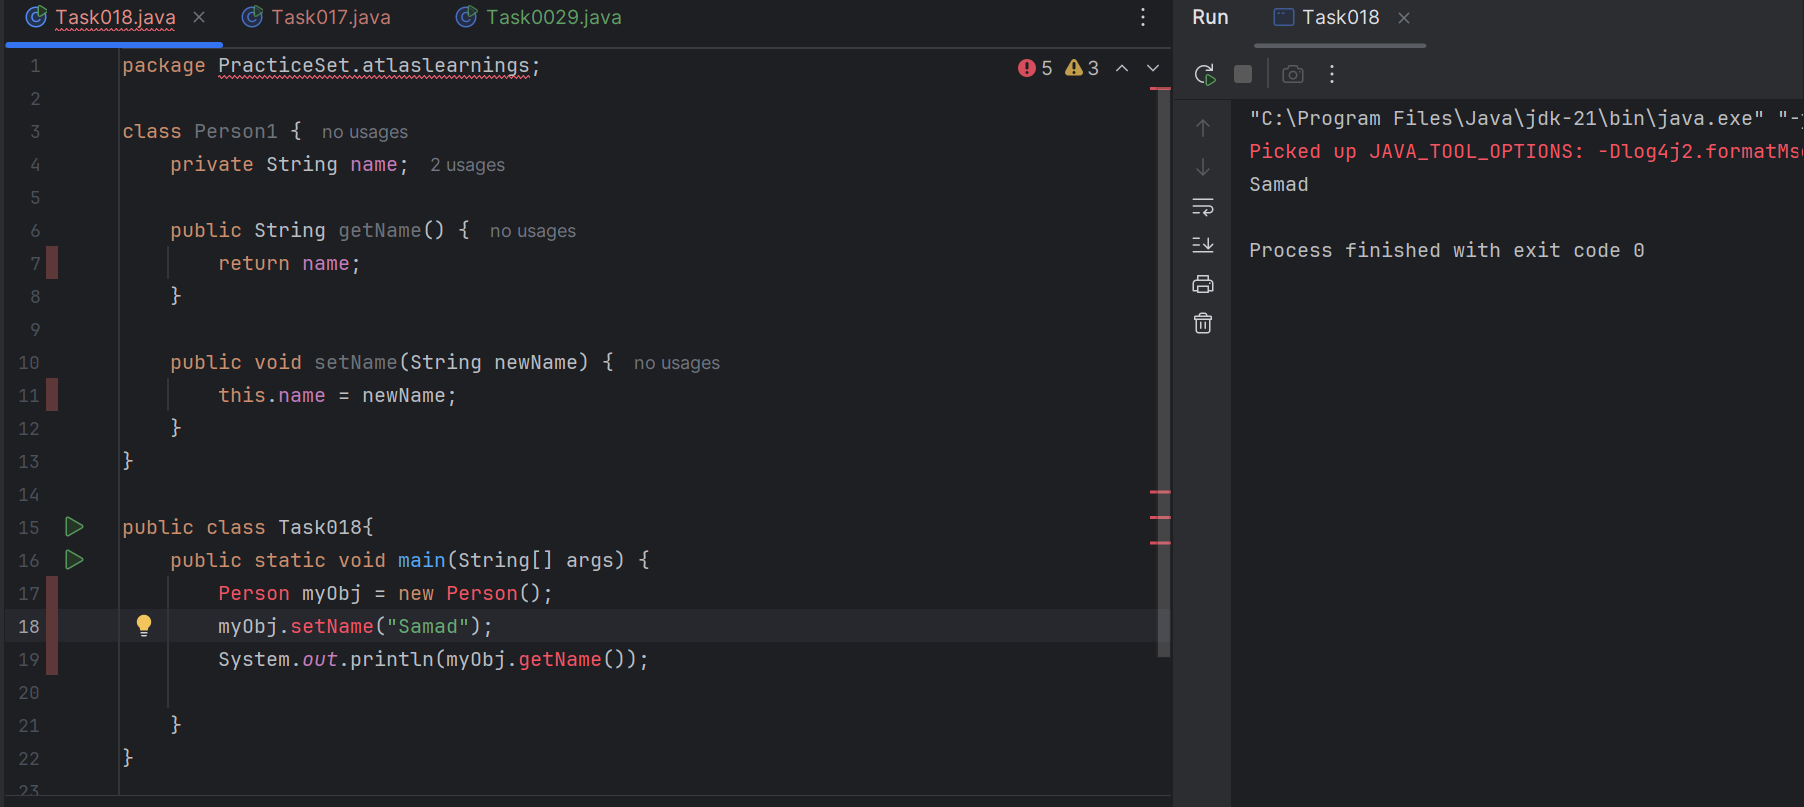 Task018.java
Task017.java
Task0029.java
5
3
1 package PracticeSet.atlaslearnings;
2
3 class Person1 { no usages
4 private String name; 2 usages
5
6 public String getName() { no usages
7 return name;
8 }
9
10 public void setName(String newName) { no usages
11 this.name = newName;
12 }
13 }
14
15 public class Task018{
16 public static void main(String[] args) {
17 Person myObj = new Person();
18 myObj.setName("Samad");
19 System.out.println(myObj.getName());
20
21 }
22 }
23
Run
Task018
"C:\Program Files\Java\jdk-21\bin\java.exe" "-j
Picked up JAVA_TOOL_OPTIONS: -Dlog4j2.formatMs
Samad
Process finished with exit code 0